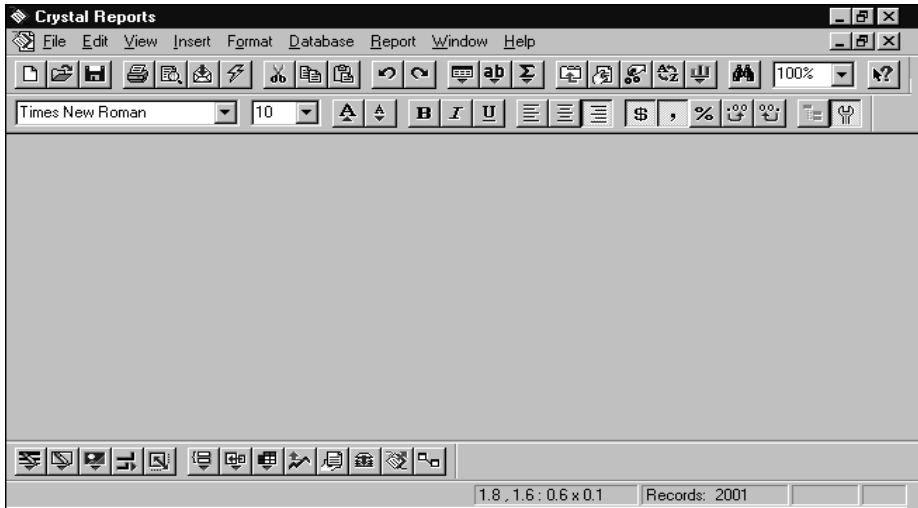 Crystal Reports
File Edit View Insert Format Database Report Window Help
ab Σ 100%
Times New Roman 10 A A B I U $ , %
1.8 , 1.6 : 0.6 x 0.1 Records: 2001